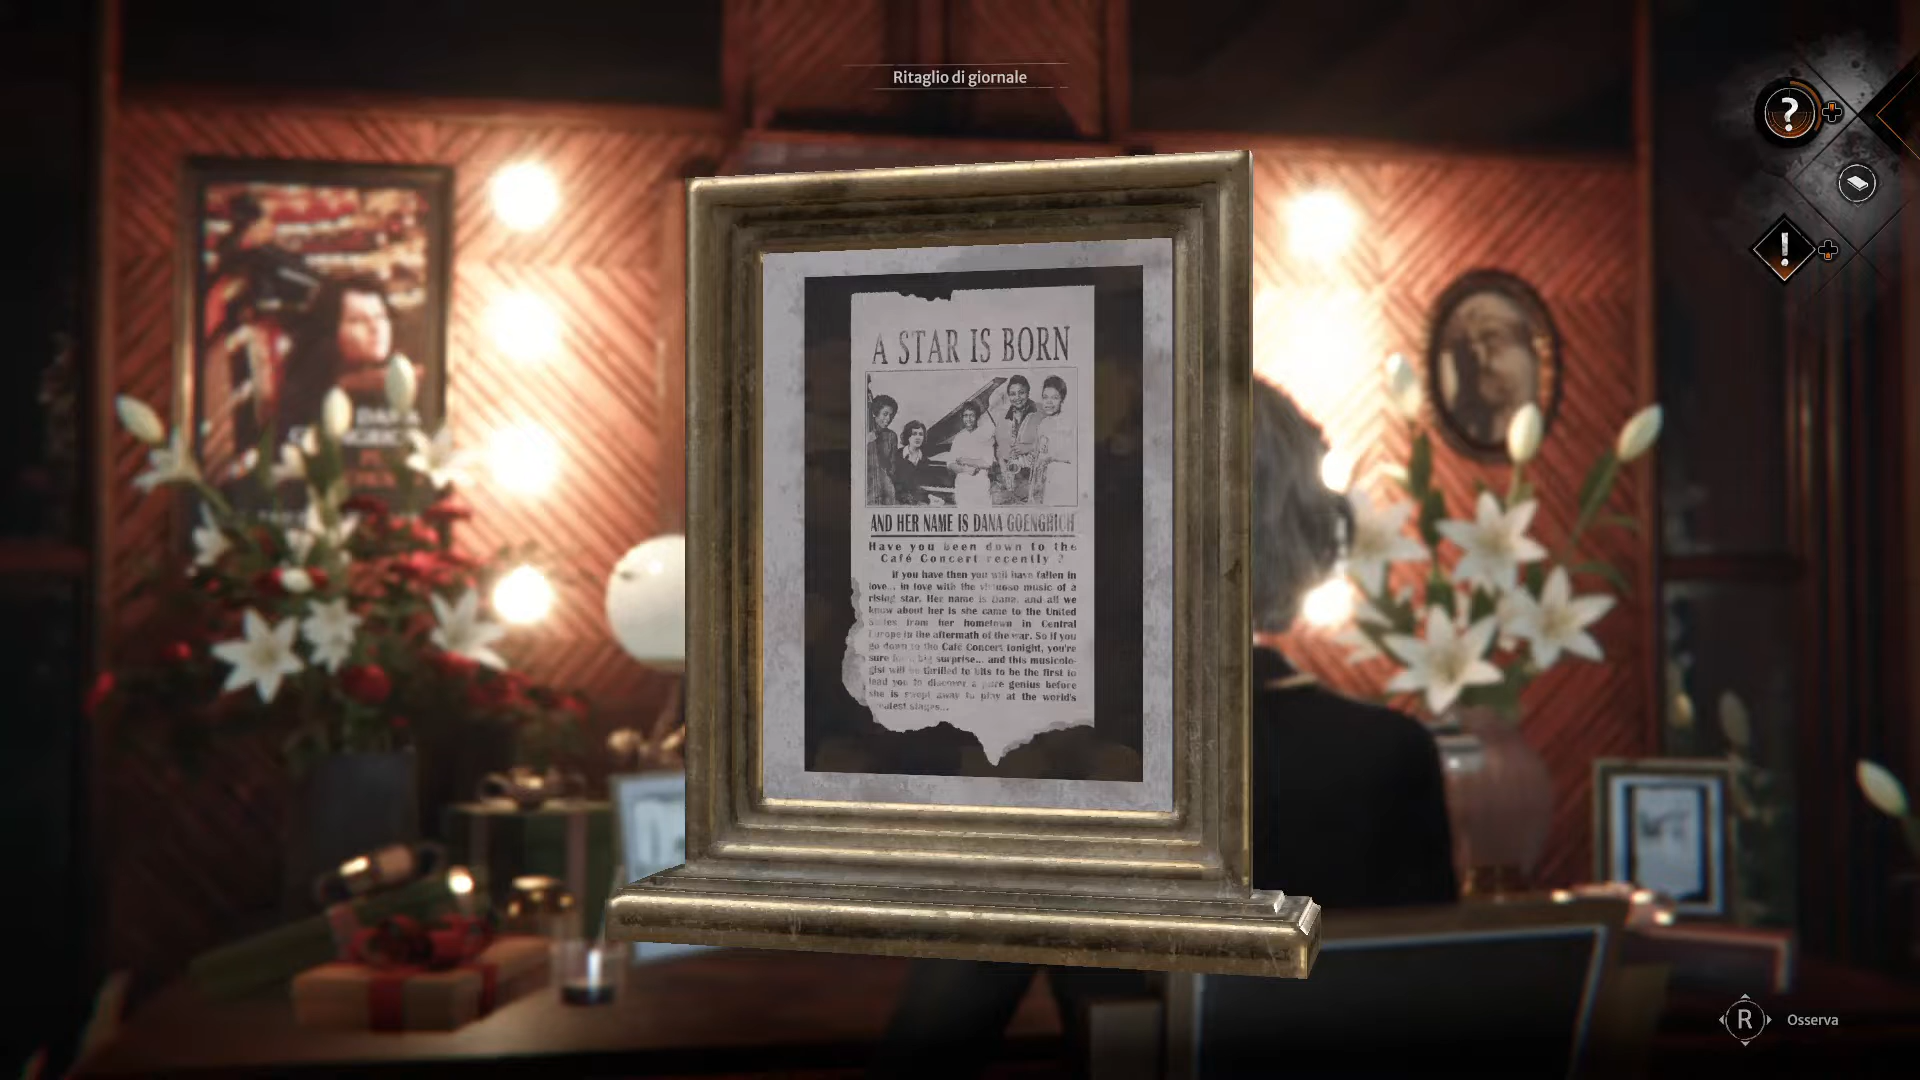 Ritaglio di giornale
A STAR IS BORN
AND HER NAME IS DANA GOENGRICH
Have you been down to the
Café Concert recently ?
If you have then you will have fallen in
love... in love with the virtuoso music of a
rising star. Her name is Dana, and all we
know about her is she came to the United
States from her hometown in Central
Europe in the aftermath of the war. So if you
go down to the Café Concert tonight, you're
sure for a big surprise... and this musicolo-
gist will be thrilled to bits to be the first to
lead you to discover a pure genius before
she is swept away to play at the world's
greatest stages...
DANA
R
Osserva